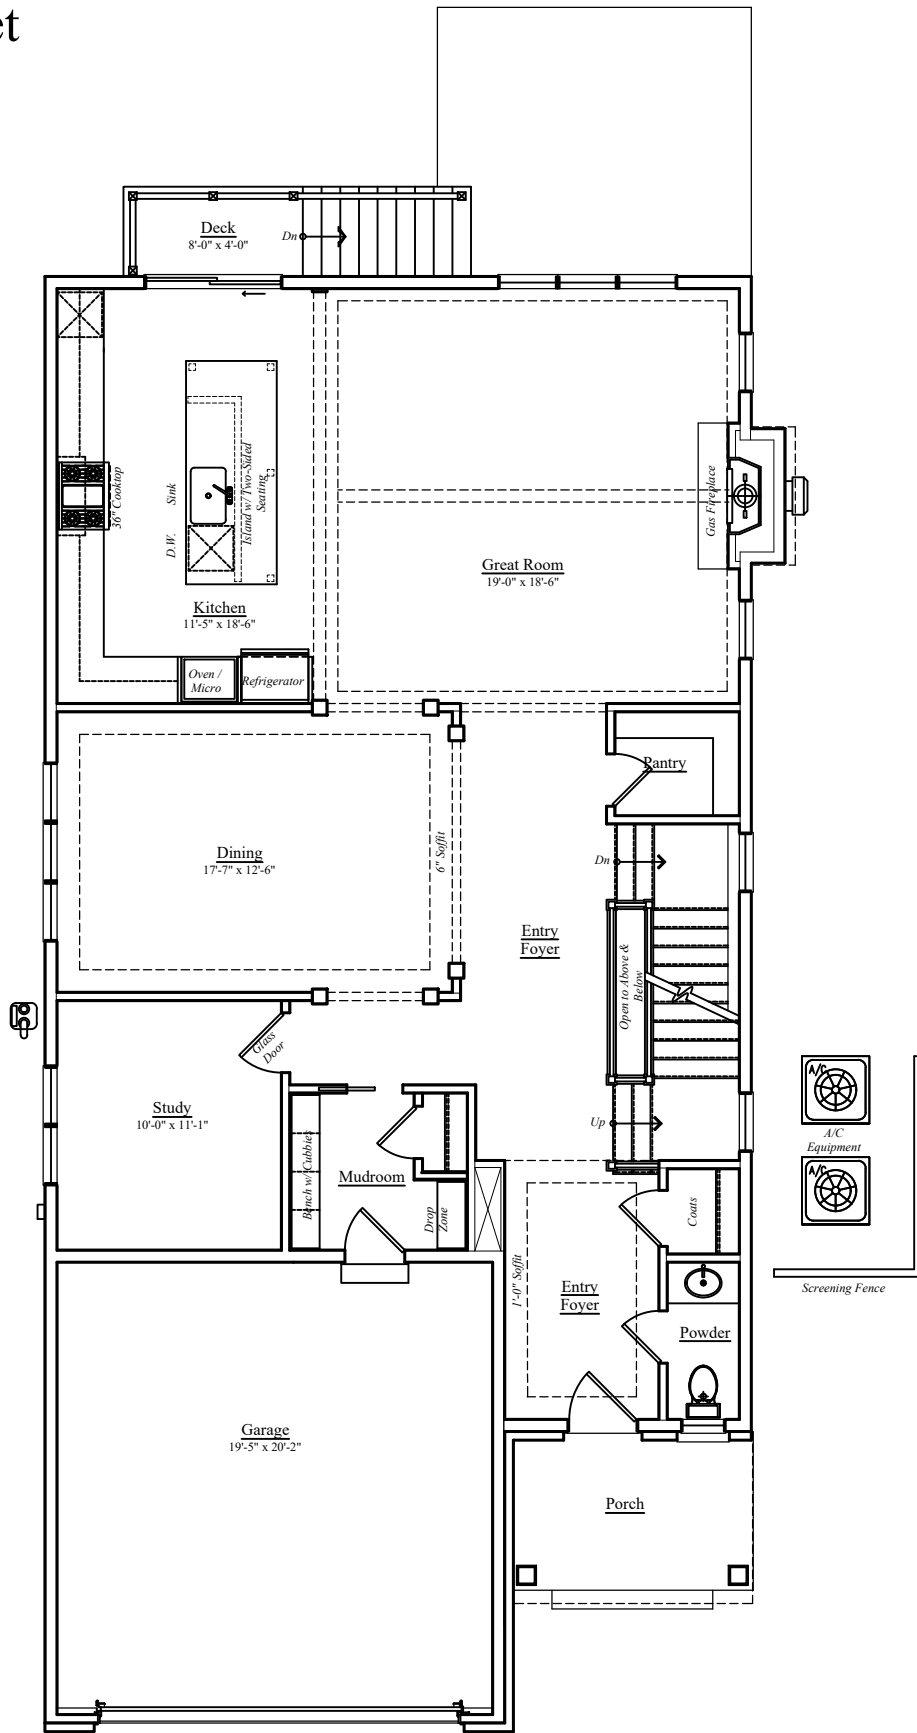 et
Deck
8'-0" x 4'-0"
Dn
36" Cooktop
Sink
D.W.
Island w/ Two-Sided
Seating
Kitchen
11'-5" x 18'-6"
Great Room
19'-0" x 18'-6"
Gas Fireplace
Oven /
Micro
Refrigerator
Pantry
Dining
17'-7" x 12'-6"
6" Soffit
Dn
Entry
Foyer
Open to Above &
Below
Glass
Door
Study
10'-0" x 11'-1"
Up
A/C
A/C
Equipment
A/C
Bench w/ Cubbies
Mudroom
Drop
Zone
Coats
1'-0" Soffit
Entry
Foyer
Powder
Screening Fence
Garage
19'-5" x 20'-2"
Porch